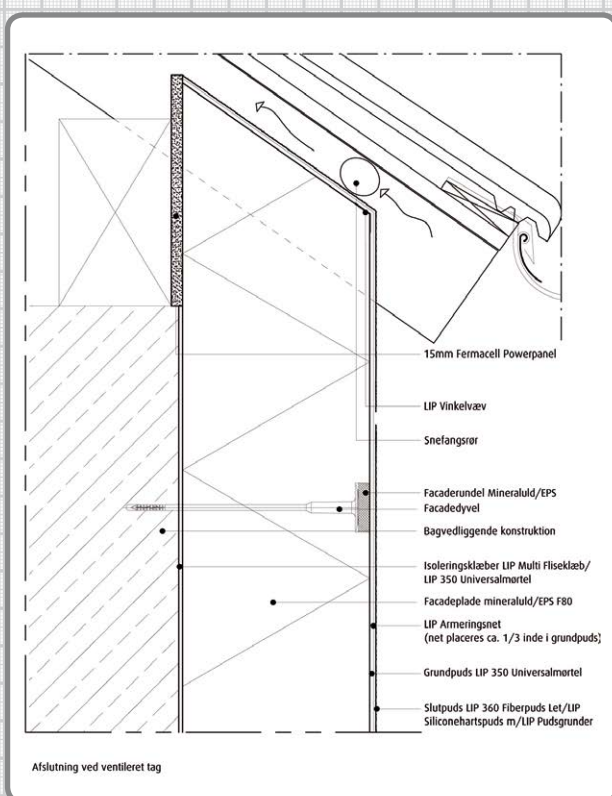 15mm Fermacell Powerpanel
LIP Vinkelvæv
Snefangsrør
Facaderundel Mineraluld/EPS
Facadedyvel
Bagvedliggende konstruktion
Isoleringsklæber LIP Multi Fliseklæb/
LIP 350 Universalmørtel
Facadeplade mineraluld/EPS F80
LIP Armeringsnet
(net placeres ca. 1/3 inde i grundpuds)
Grundpuds LIP 350 Universalmørtel
Slutpuds LIP 360 Fiberpuds Let/LIP
Siliconehartspuds m/LIP Pudsgrunder
Afslutning ved ventileret tag